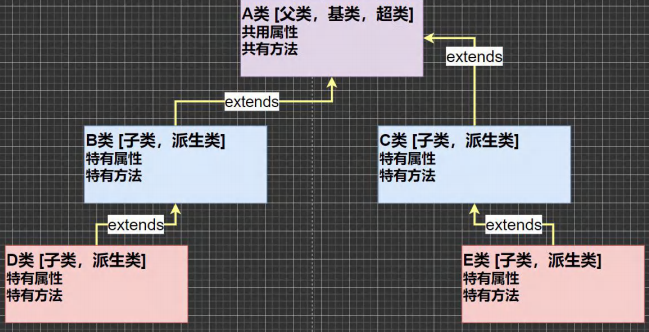 A类 [父类，基类，超类]
共用属性
共有方法
extends
extends
B类 [子类，派生类]
特有属性
特有方法
C类 [子类，派生类]
特有属性
特有方法
extends
extends
D类 [子类，派生类]
特有属性
特有方法
E类 [子类，派生类]
特有属性
特有方法